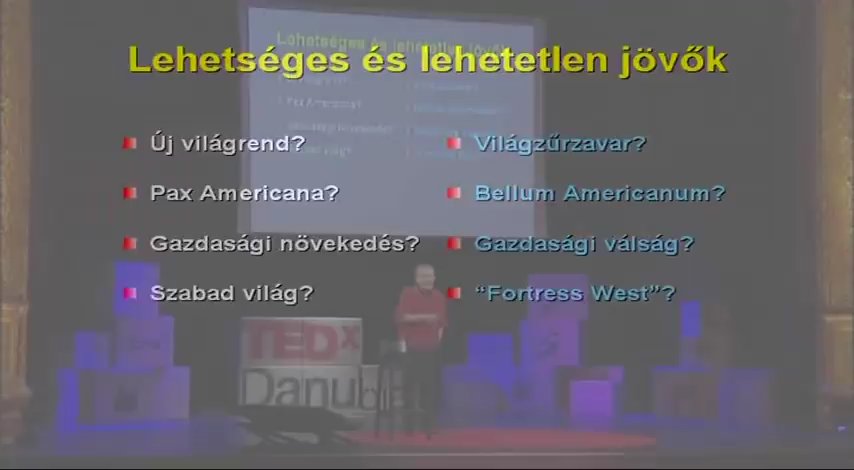 Lehetséges és lehetetlen jövők
Új világrend?
Világzűrzavar?
Pax Americana?
Bellum Americanum?
Gazdasági növekedés?
Gazdasági válság?
Szabad világ?
“Fortress West”?
TEDx
Danubia